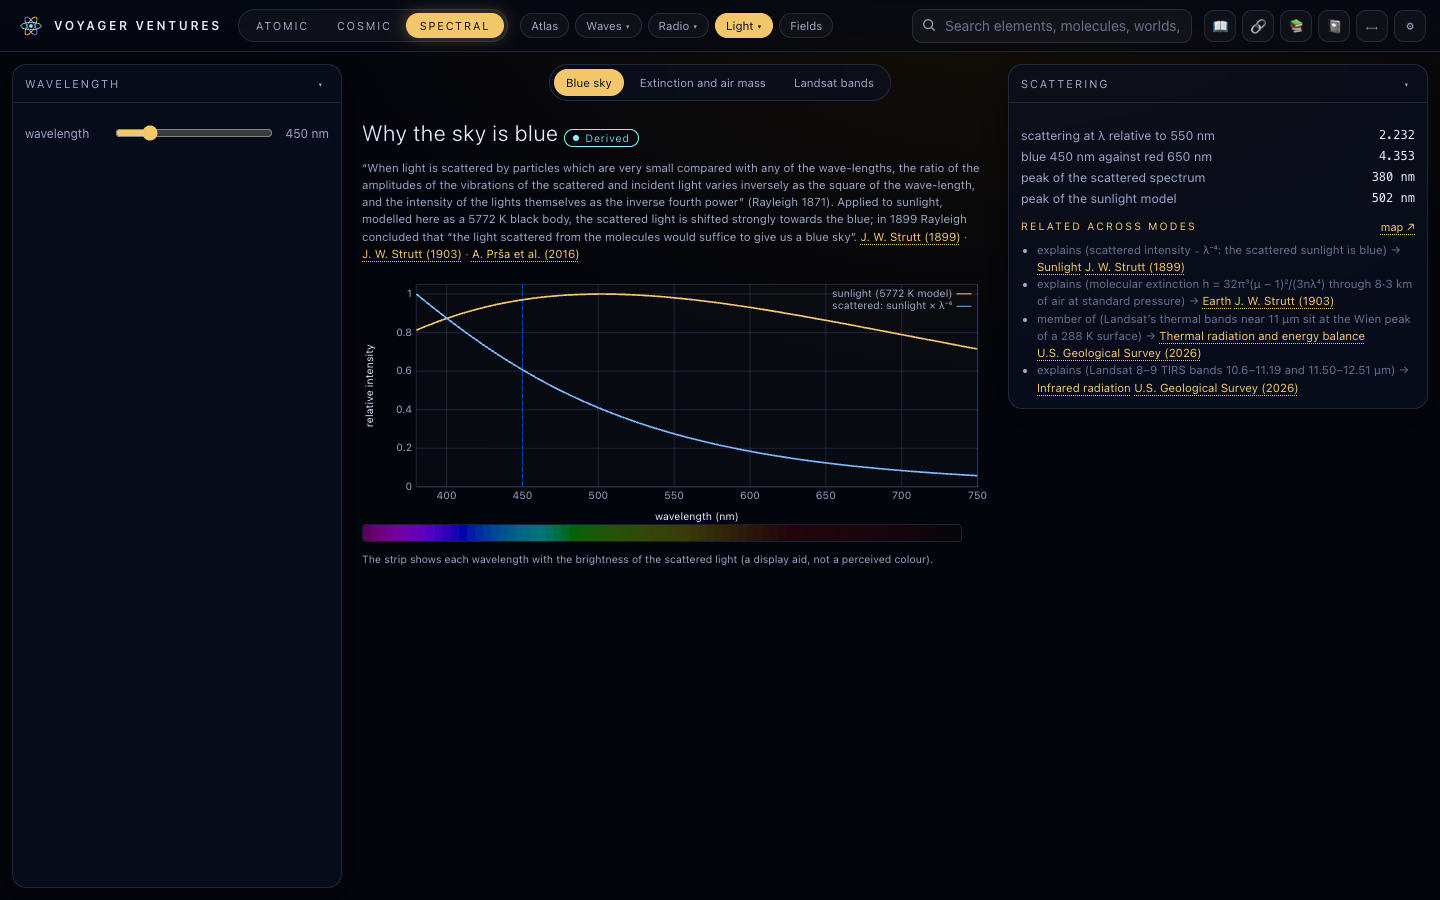 VOYAGER VENTURES
ATOMIC
COSMIC
SPECTRAL
Atlas
Waves ▾
Radio ▾
Light ▾
Fields
Search elements, molecules, worlds,
WAVELENGTH
wavelength
450 nm
Blue sky
Extinction and air mass
Landsat bands
Why the sky is blue
Derived
“When light is scattered by particles which are very small compared with any of the wave-lengths, the ratio of the
amplitudes of the vibrations of the scattered and incident light varies inversely as the square of the wave-length,
and the intensity of the lights themselves as the inverse fourth power” (Rayleigh 1871). Applied to sunlight,
modelled here as a 5772 K black body, the scattered light is shifted strongly towards the blue; in 1899 Rayleigh
concluded that “the light scattered from the molecules would suffice to give us a blue sky”. J. W. Strutt (1899) ·
J. W. Strutt (1903) · A. Prša et al. (2016)
sunlight (5772 K model)
scattered: sunlight × λ⁻⁴
relative intensity
1
0.8
0.6
0.4
0.2
0
400
450
500
550
600
650
700
750
wavelength (nm)
The strip shows each wavelength with the brightness of the scattered light (a display aid, not a perceived colour).
SCATTERING
scattering at λ relative to 550 nm 2.232
blue 450 nm against red 650 nm 4.353
peak of the scattered spectrum 380 nm
peak of the sunlight model 502 nm
RELATED ACROSS MODES
map ↗
explains (scattered intensity ∝ λ⁻⁴: the scattered sunlight is blue) →
Sunlight J. W. Strutt (1899)
explains (molecular extinction h = 32π³(μ − 1)²/(3nλ⁴) through 8·3 km
of air at standard pressure) → Earth J. W. Strutt (1903)
member of (Landsat’s thermal bands near 11 μm sit at the Wien peak
of a 288 K surface) → Thermal radiation and energy balance
U.S. Geological Survey (2026)
explains (Landsat 8–9 TIRS bands 10.6–11.19 and 11.50–12.51 μm) →
Infrared radiation U.S. Geological Survey (2026)